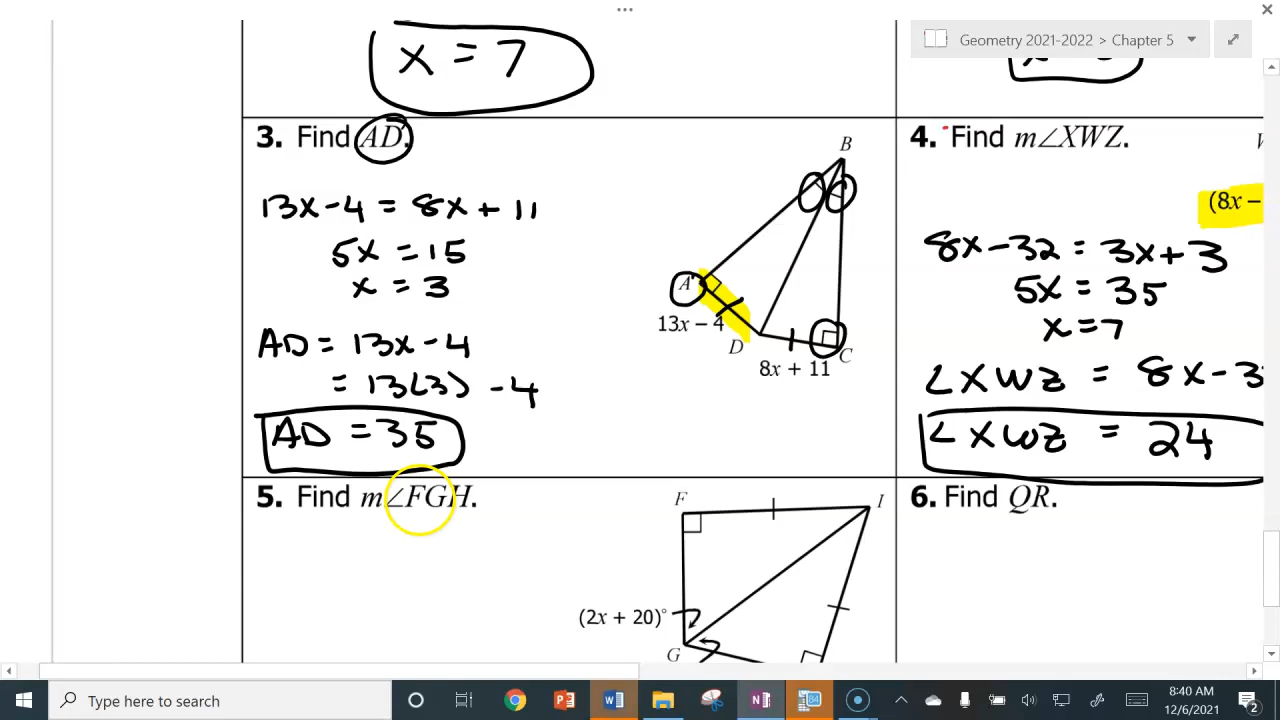 Geometry 2021-2022 > Chapter 5
x = 7
3. Find AD.
13x - 4 = 8x + 11
5x = 15
x = 3
AD = 13x - 4
= 13(3) - 4
AD = 35
B
A
13x – 4
D
C
8x + 11
4. Find m∠XWZ.
(8x –
8x - 32 = 3x + 3
5x = 35
x = 7
∠XWZ = 8x - 3
∠XWZ = 24
5. Find m∠FGH.
F
I
(2x + 20)°
G
6. Find QR.
Type here to search
8:40 AM
12/6/2021
2